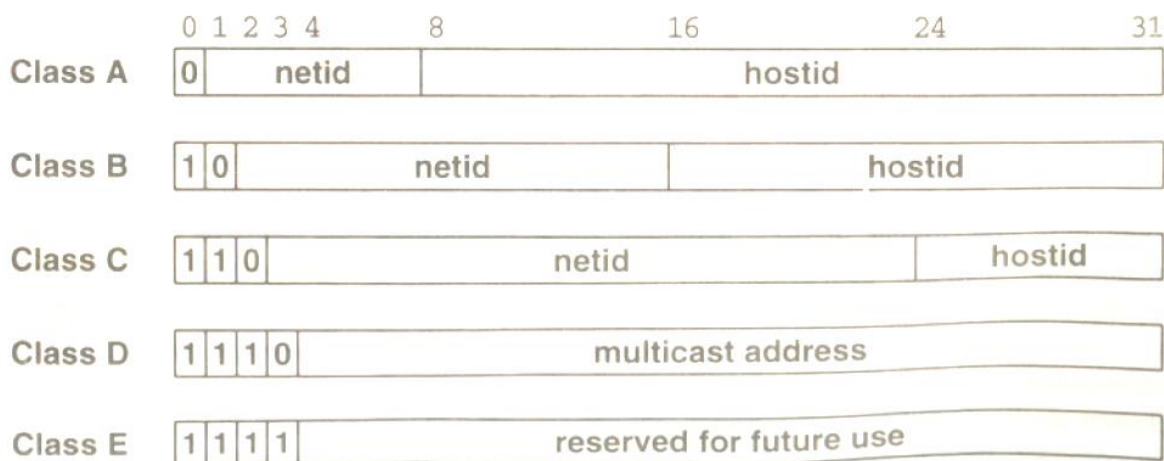 0 1 2 3 4 8 16 24 31
Class A 0 netid hostid
Class B 1 0 netid hostid
Class C 1 1 0 netid hostid
Class D 1 1 1 0 multicast address
Class E 1 1 1 1 reserved for future use